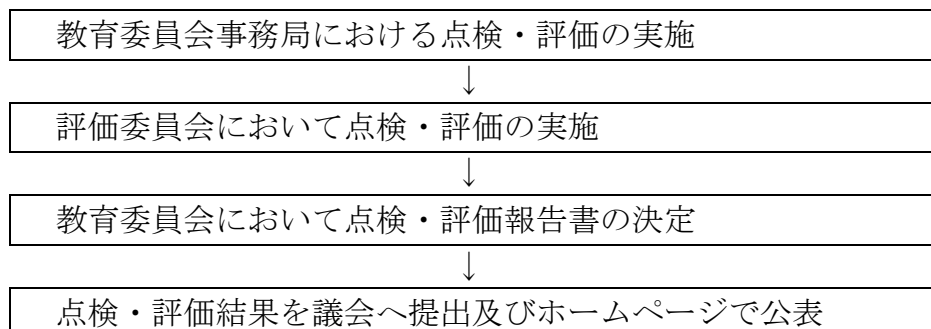 教育委員会事務局における点検・評価の実施
↓
評価委員会において点検・評価の実施
↓
教育委員会において点検・評価報告書の決定
↓
点検・評価結果を議会へ提出及びホームページで公表